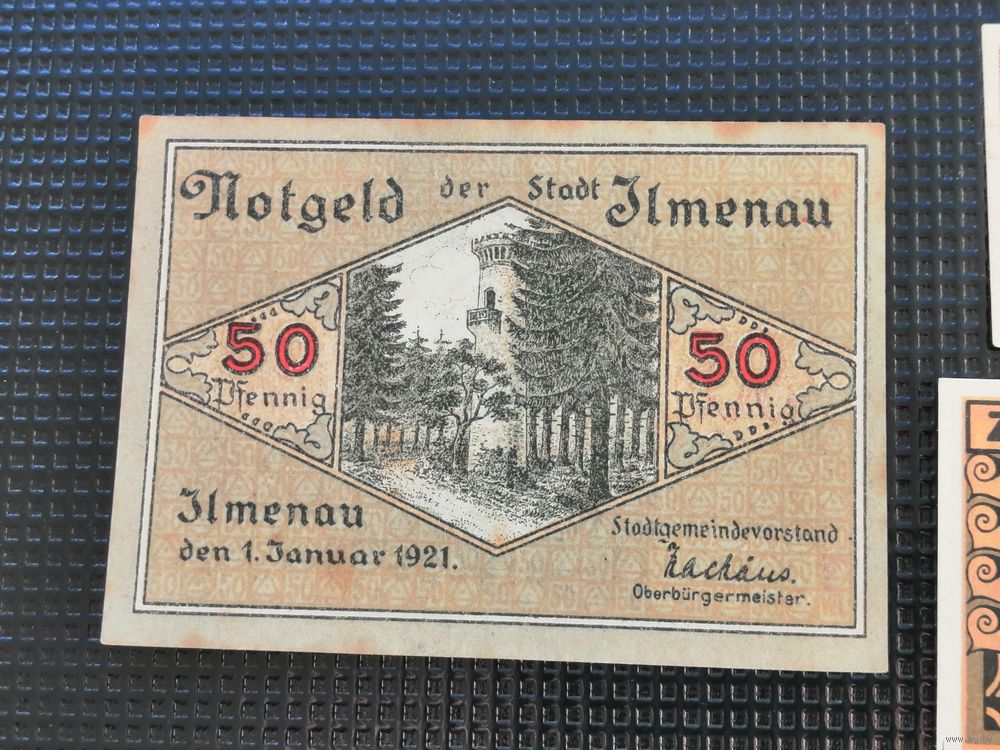 Notgeld der Stadt Ilmenau
50 Pfennig
50 Pfennig
Ilmenau
den 1. Januar 1921.
Stadtgemeindevorstand.
Zachäus.
Oberbürgermeister.
Z